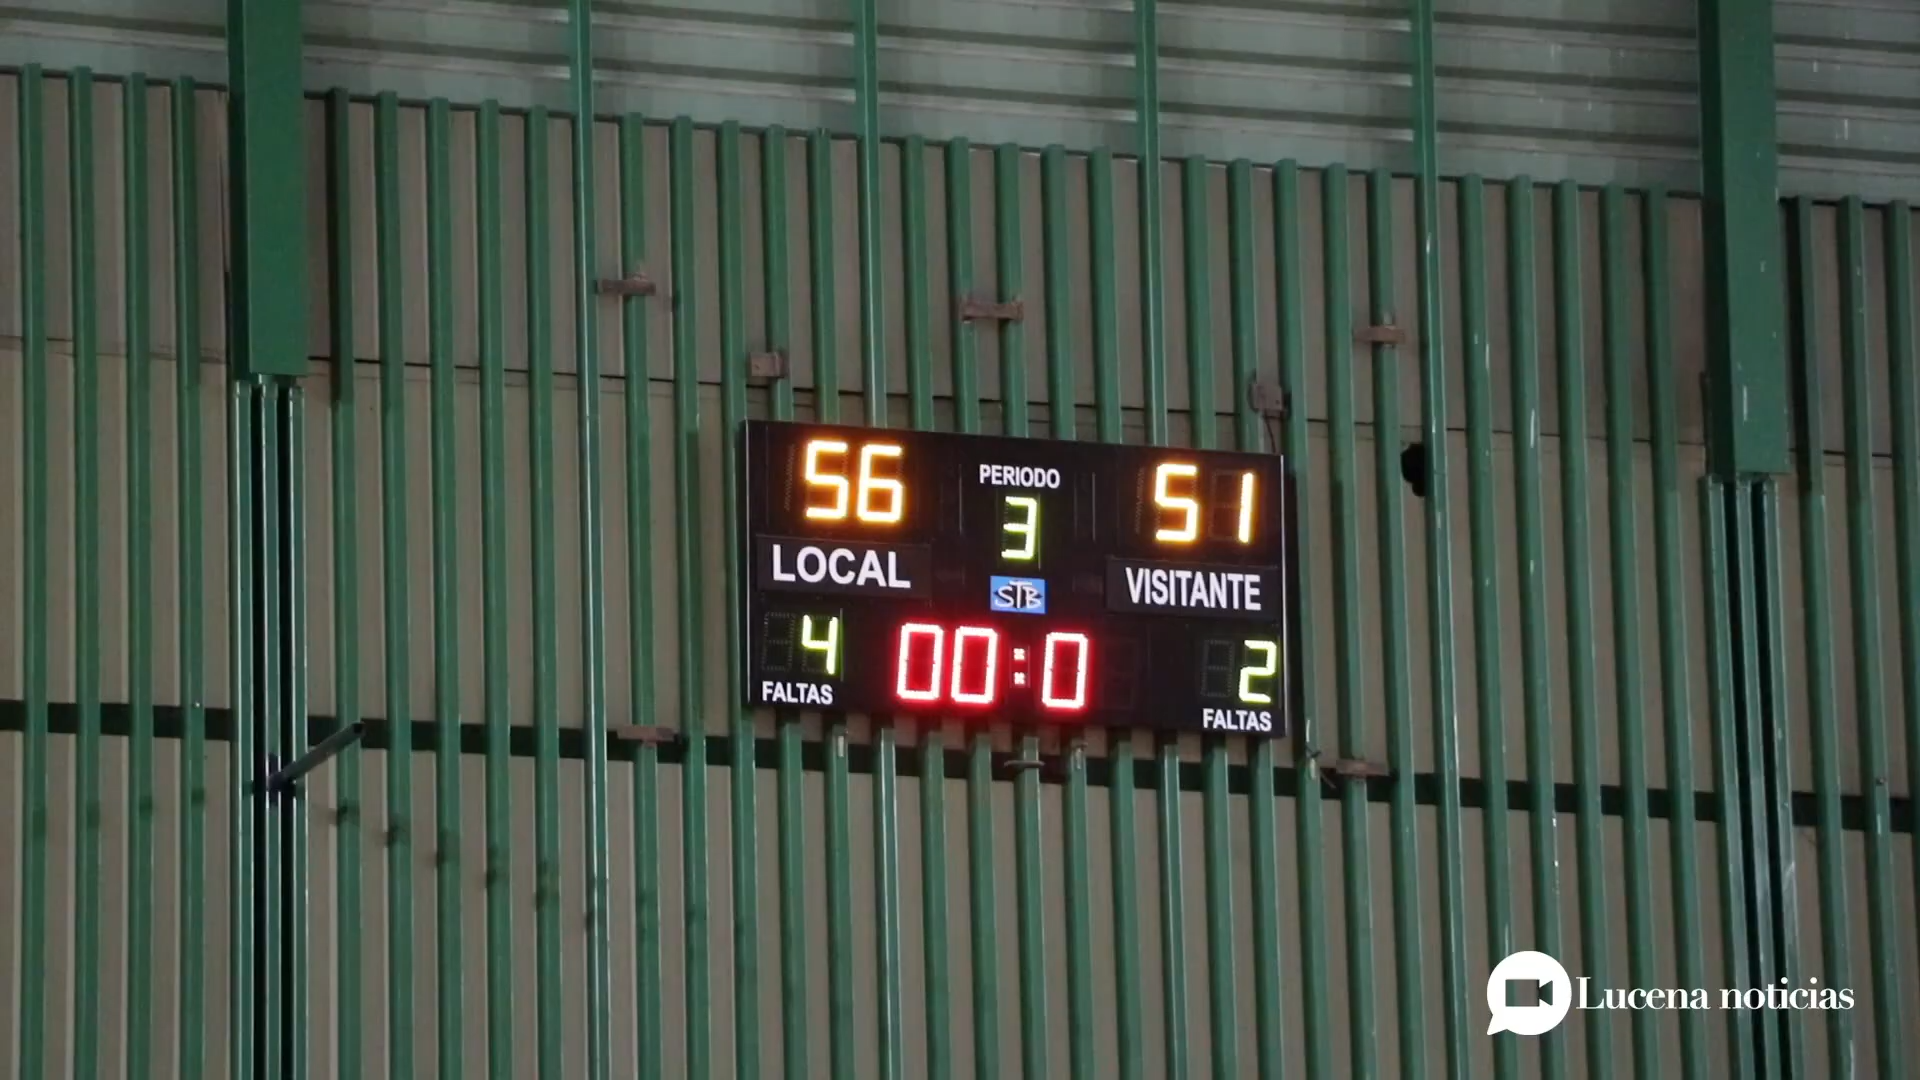 56
PERIODO
51
3
LOCAL
STB
VISITANTE
4
00:0
2
FALTAS
FALTAS
Lucena noticias